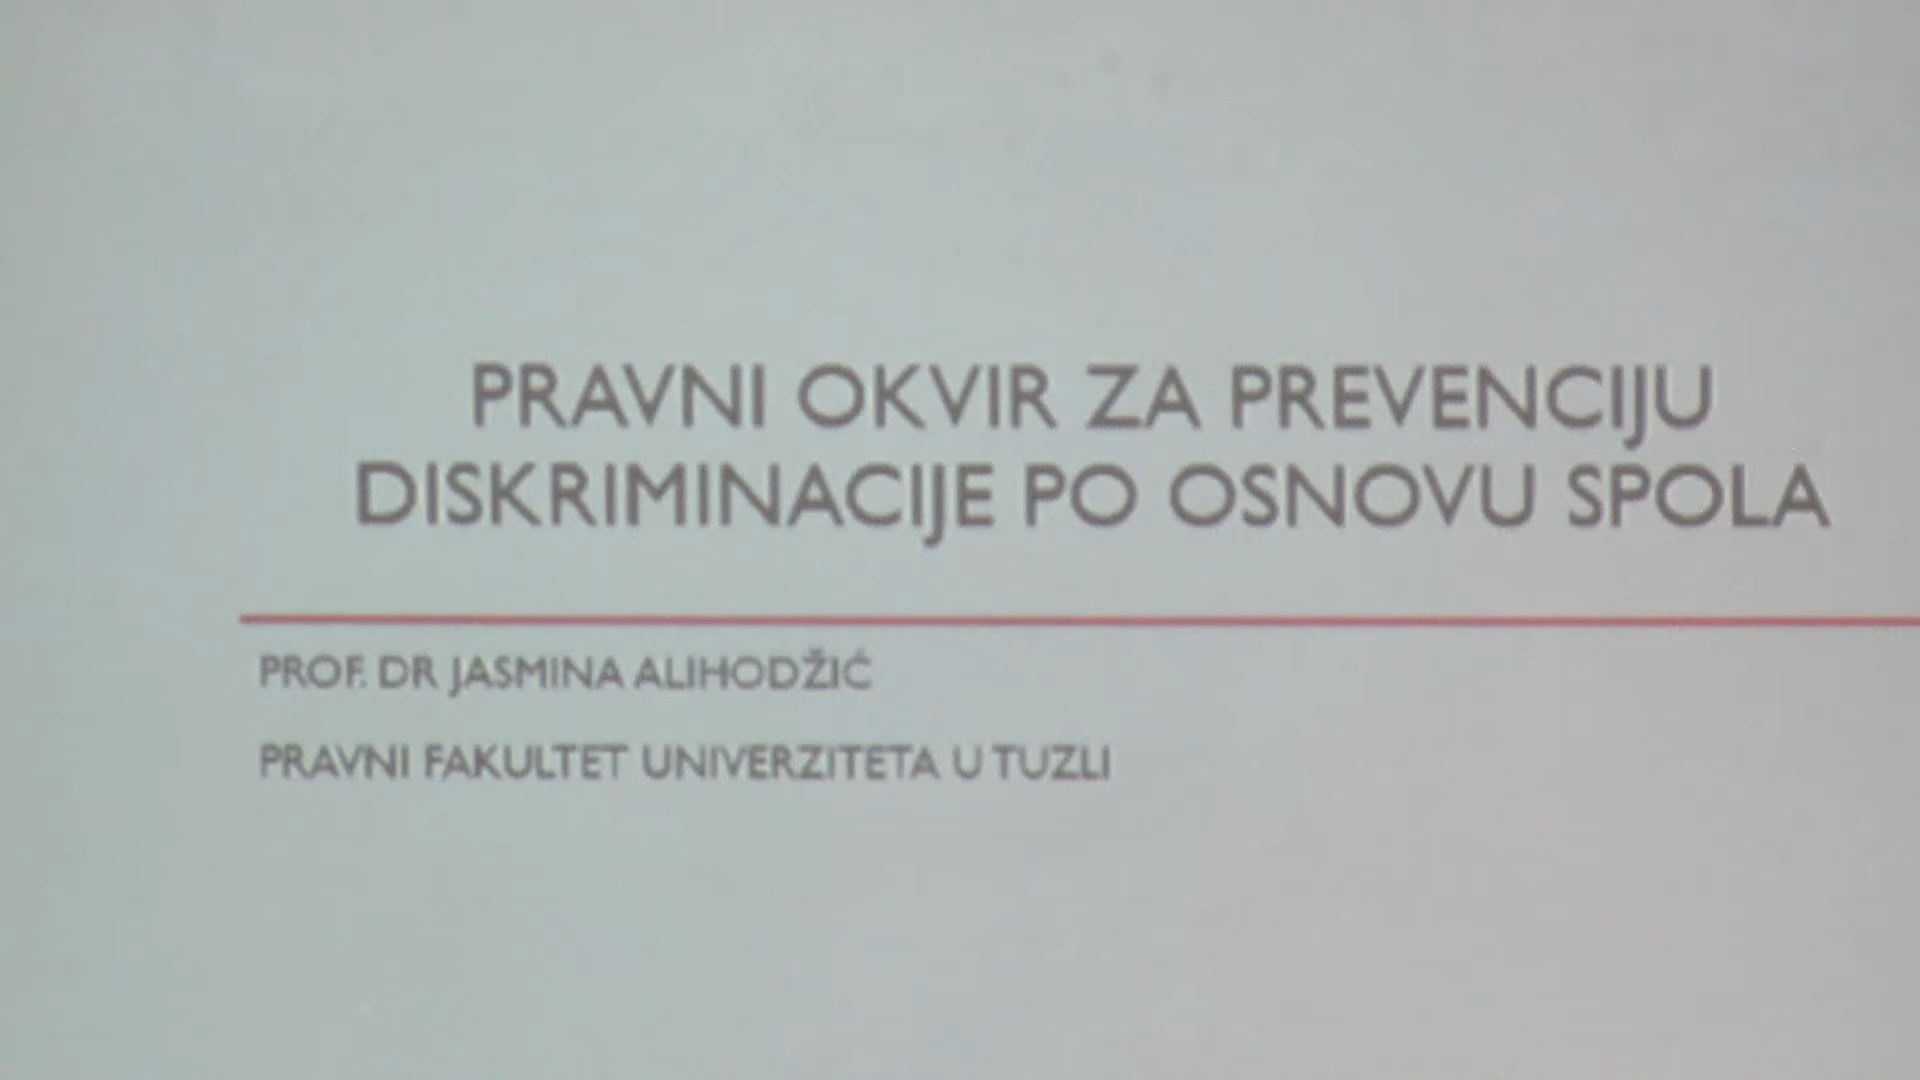 PRAVNI OKVIR ZA PREVENCIJU
DISKRIMINACIJE PO OSNOVU SPOLA
PROF. DR JASMINA ALIHODŽIĆ
PRAVNI FAKULTET UNIVERZITETA U TUZLI